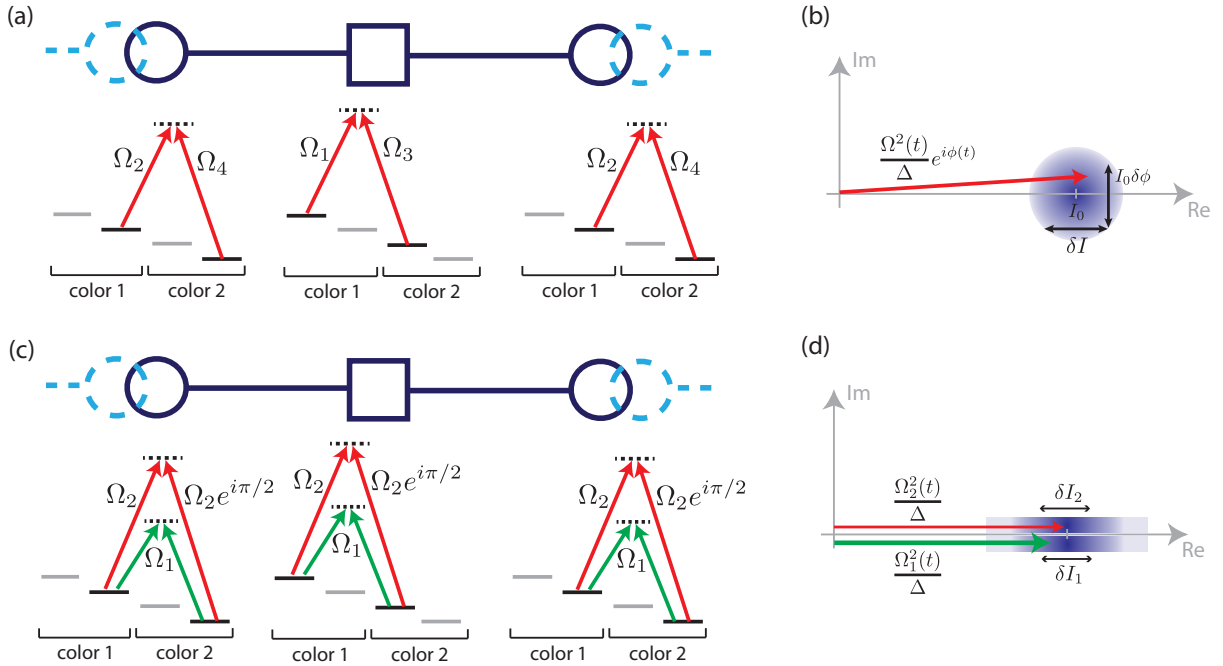 (a)
Ω₂
Ω₄
Ω₁
Ω₃
Ω₂
Ω₄
color 1
color 2
color 1
color 2
color 1
color 2
(b)
Im
Ω²(t)/Δ e^{iϕ(t)}
I₀δϕ
I₀
Re
δI
(c)
Ω₂
Ω₂e^{iπ/2}
Ω₂
Ω₂e^{iπ/2}
Ω₂
Ω₂e^{iπ/2}
Ω₁
Ω₁
Ω₁
color 1
color 2
color 1
color 2
color 1
color 2
(d)
Im
Ω₂²(t)/Δ
δI₂
Re
Ω₁²(t)/Δ
δI₁